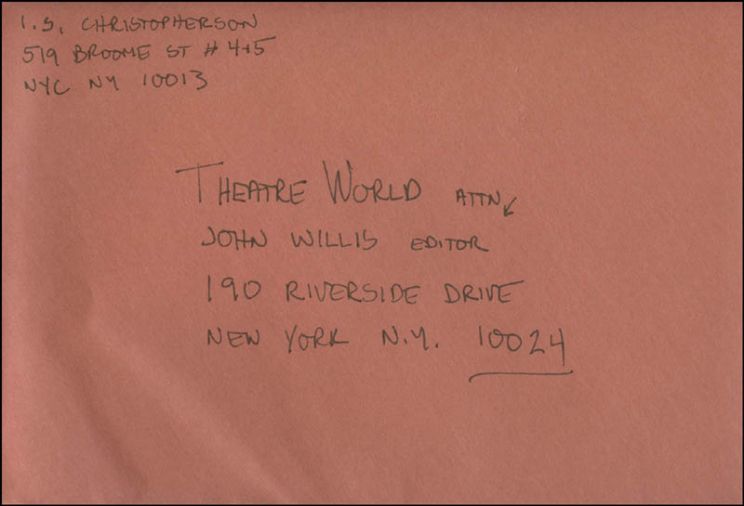 I.S. CHRISTOPHERSON
519 BROOME ST # 4+5
NYC NY 10013
THEATRE WORLD ATTN
JOHN WILLIS EDITOR
190 RIVERSIDE DRIVE
NEW YORK N.Y. 10024